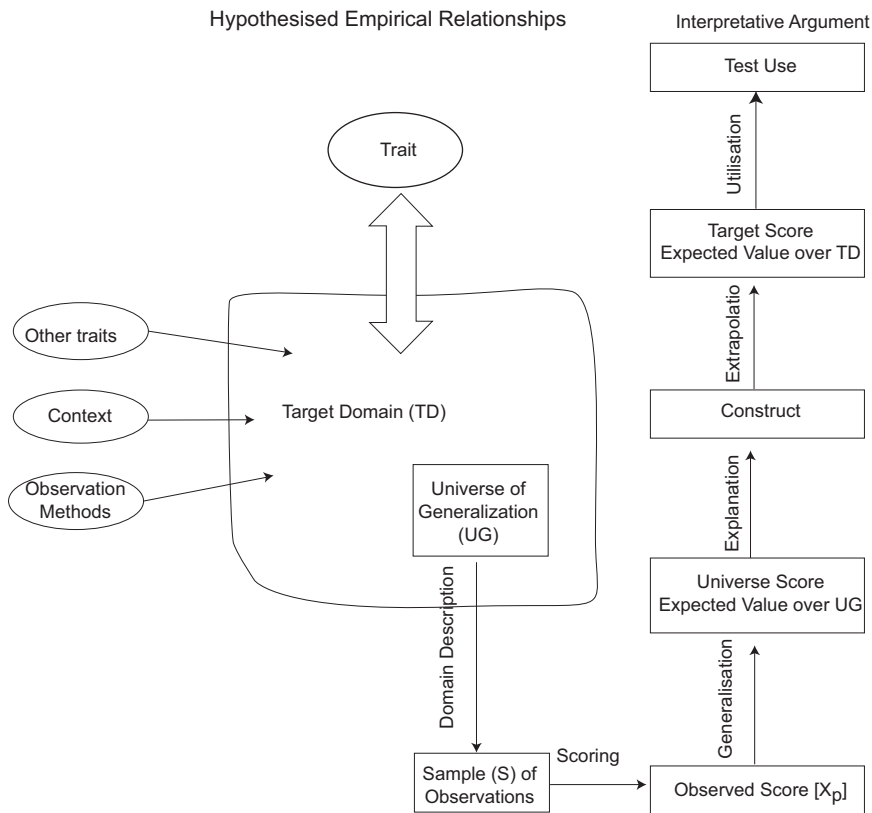 Hypothesised Empirical Relationships
Interpretative Argument
Test Use
Utilisation
Trait
Target Score
Expected Value over TD
Extrapolatio
Other traits
Context
Observation
Methods
Target Domain (TD)
Construct
Universe of
Generalization
(UG)
Explanation
Universe Score
Expected Value over UG
Domain Description
Generalisation
Sample (S) of
Observations
Scoring
Observed Score [Xp]